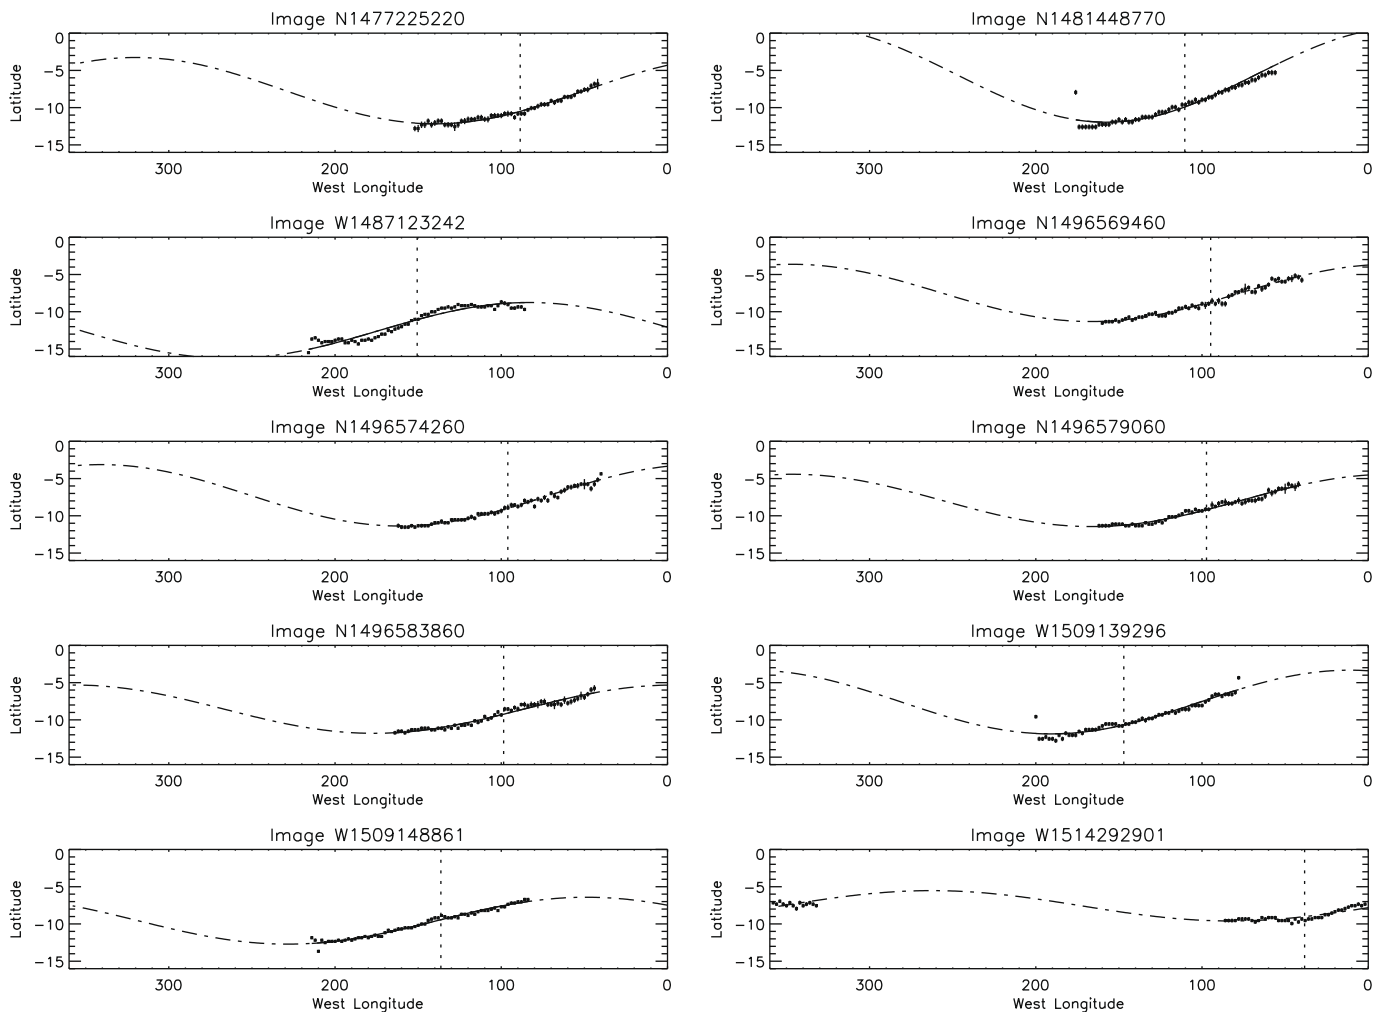 Image N1477225220
Image N1481448770
0
-5
-10
-15
Latitude
300
200
100
0
West Longitude
0
-5
-10
-15
Latitude
300
200
100
0
West Longitude
Image W1487123242
Image N1496569460
0
-5
-10
-15
Latitude
300
200
100
0
West Longitude
0
-5
-10
-15
Latitude
300
200
100
0
West Longitude
Image N1496574260
Image N1496579060
0
-5
-10
-15
Latitude
300
200
100
0
West Longitude
0
-5
-10
-15
Latitude
300
200
100
0
West Longitude
Image N1496583860
Image W1509139296
0
-5
-10
-15
Latitude
300
200
100
0
West Longitude
0
-5
-10
-15
Latitude
300
200
100
0
West Longitude
Image W1509148861
Image W1514292901
0
-5
-10
-15
Latitude
300
200
100
0
West Longitude
0
-5
-10
-15
Latitude
300
200
100
0
West Longitude